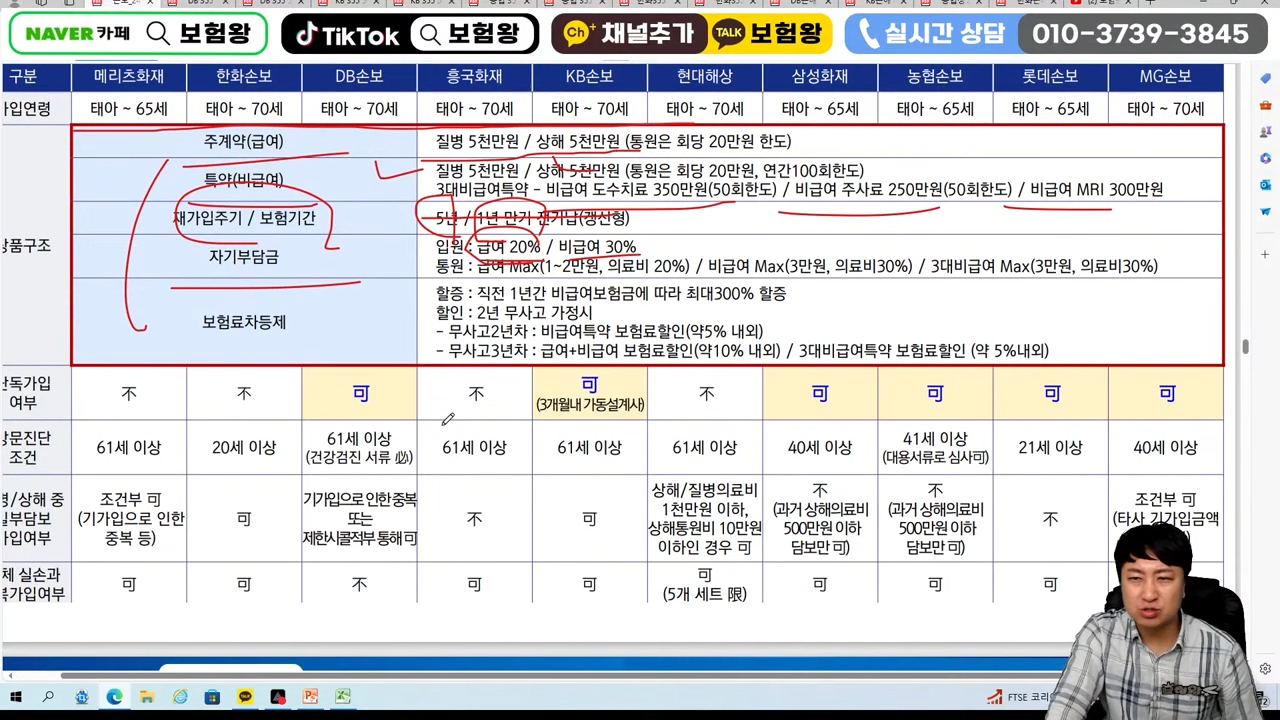 NAVER 카페 보험왕 TikTok 보험왕 Ch+ 채널추가 TALK 보험왕 실시간 상담 010-3739-3845
구분 메리츠화재 한화손보 DB손보 흥국화재 KB손보 현대해상 삼성화재 농협손보 롯데손보 MG손보
가입연령 태아 ~ 65세 태아 ~ 70세 태아 ~ 70세 태아 ~ 70세 태아 ~ 70세 태아 ~ 70세 태아 ~ 65세 태아 ~ 65세 태아 ~ 65세 태아 ~ 70세
상품구조
주계약(급여) 질병 5천만원 / 상해 5천만원 (통원은 회당 20만원 한도)
특약(비급여) 질병 5천만원 / 상해 5천만원 (통원은 회당 20만원, 연간100회한도)
3대비급여특약 - 비급여 도수치료 350만원(50회한도) / 비급여 주사료 250만원(50회한도) / 비급여 MRI 300만원
재가입주기 / 보험기간 5년 / 1년 만기 전기납(갱신형)
자기부담금 입원 : 급여 20% / 비급여 30%
통원 : 급여 Max(1~2만원, 의료비 20%) / 비급여 Max(3만원, 의료비30%) / 3대비급여 Max(3만원, 의료비30%)
보험료차등제 할증 : 직전 1년간 비급여보험금에 따라 최대300% 할증
할인 : 2년 무사고 가정시
- 무사고2년차 : 비급여특약 보험료할인(약5% 내외)
- 무사고3년차 : 급여+비급여 보험료할인(약10% 내외) / 3대비급여특약 보험료할인 (약 5%내외)
단독가입
여부
不 不 可 不 可 不 可 可 可 可
(3개월내 가동설계사)
방문진단
조건
61세 이상 20세 이상 61세 이상 61세 이상 61세 이상 61세 이상 40세 이상 41세 이상 21세 이상 40세 이상
(건강검진 서류 必) (대용서류로 심사可)
/상해 중
가입여부
조건부 可
(기가입으로 인한
중복 등)
可
기가입으로 인한 중복
또는
제한시콜적부 통해 可
不
可
상해/질병의료비
1천만원 이하,
상해통원비 10만원
이하인 경우 可
不
(과거 상해의료비
500만원 이하
담보만 可)
不
(과거 상해의료비
500만원 이하
담보만 可)
不
조건부 可
(타사 기가입금액
실손과
가입여부
可 可 不 可 可 可 可 可 可
(5개 세트 限)
FTSE 코리